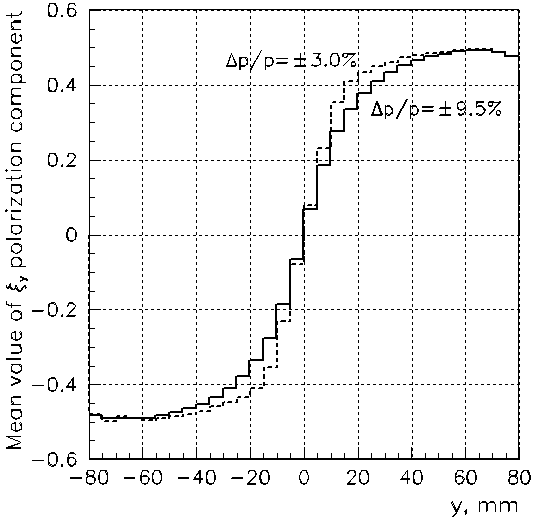 Mean value of ξy polarization component
0.6
0.4
0.2
0
−0.2
−0.4
−0.6
Δp/p=±3.0%
Δp/p=±9.5%
−80 −60 −40 −20 0 20 40 60 80
y, mm